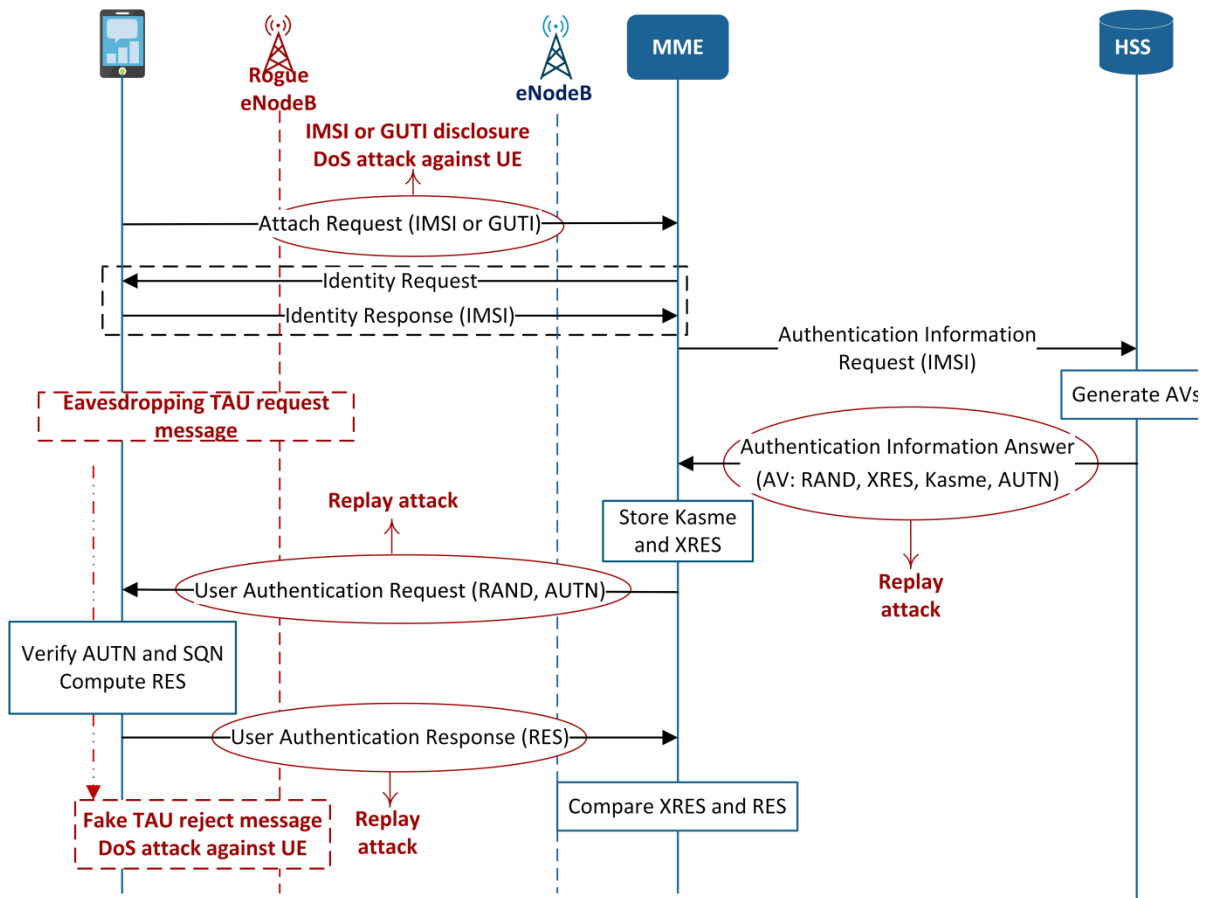 MME
HSS
Rogue
eNodeB
eNodeB
IMSI or GUTI disclosure
DoS attack against UE
Attach Request (IMSI or GUTI)
Identity Request
Identity Response (IMSI)
Authentication Information
Request (IMSI)
Generate AVs
Eavesdropping TAU request
message
Authentication Information Answer
(AV: RAND, XRES, Kasme, AUTN)
Replay attack
Store Kasme
and XRES
Replay
attack
User Authentication Request (RAND, AUTN)
Verify AUTN and SQN
Compute RES
User Authentication Response (RES)
Compare XRES and RES
Fake TAU reject message
DoS attack against UE
Replay
attack